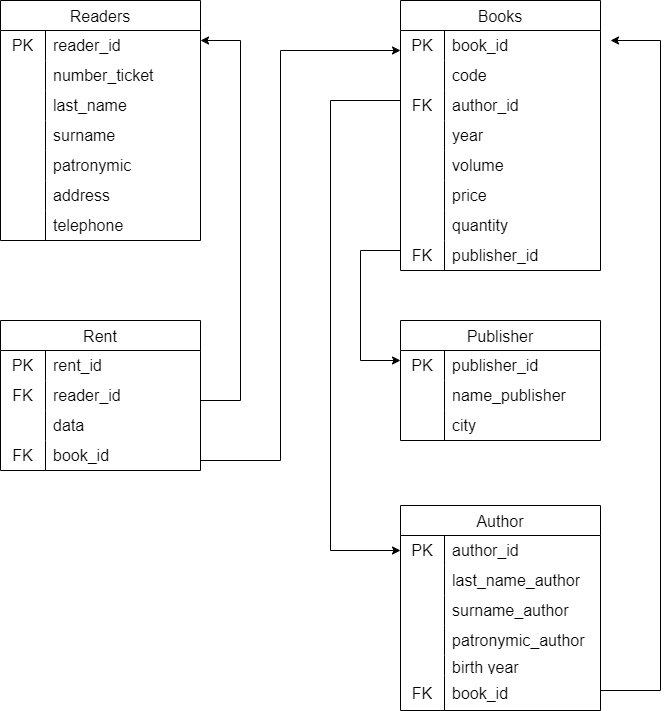 Readers
PK reader_id
number_ticket
last_name
surname
patronymic
address
telephone
Books
PK book_id
code
FK author_id
year
volume
price
quantity
FK publisher_id
Rent
PK rent_id
FK reader_id
data
FK book_id
Publisher
PK publisher_id
name_publisher
city
Author
PK author_id
last_name_author
surname_author
patronymic_author
birth year
FK book_id